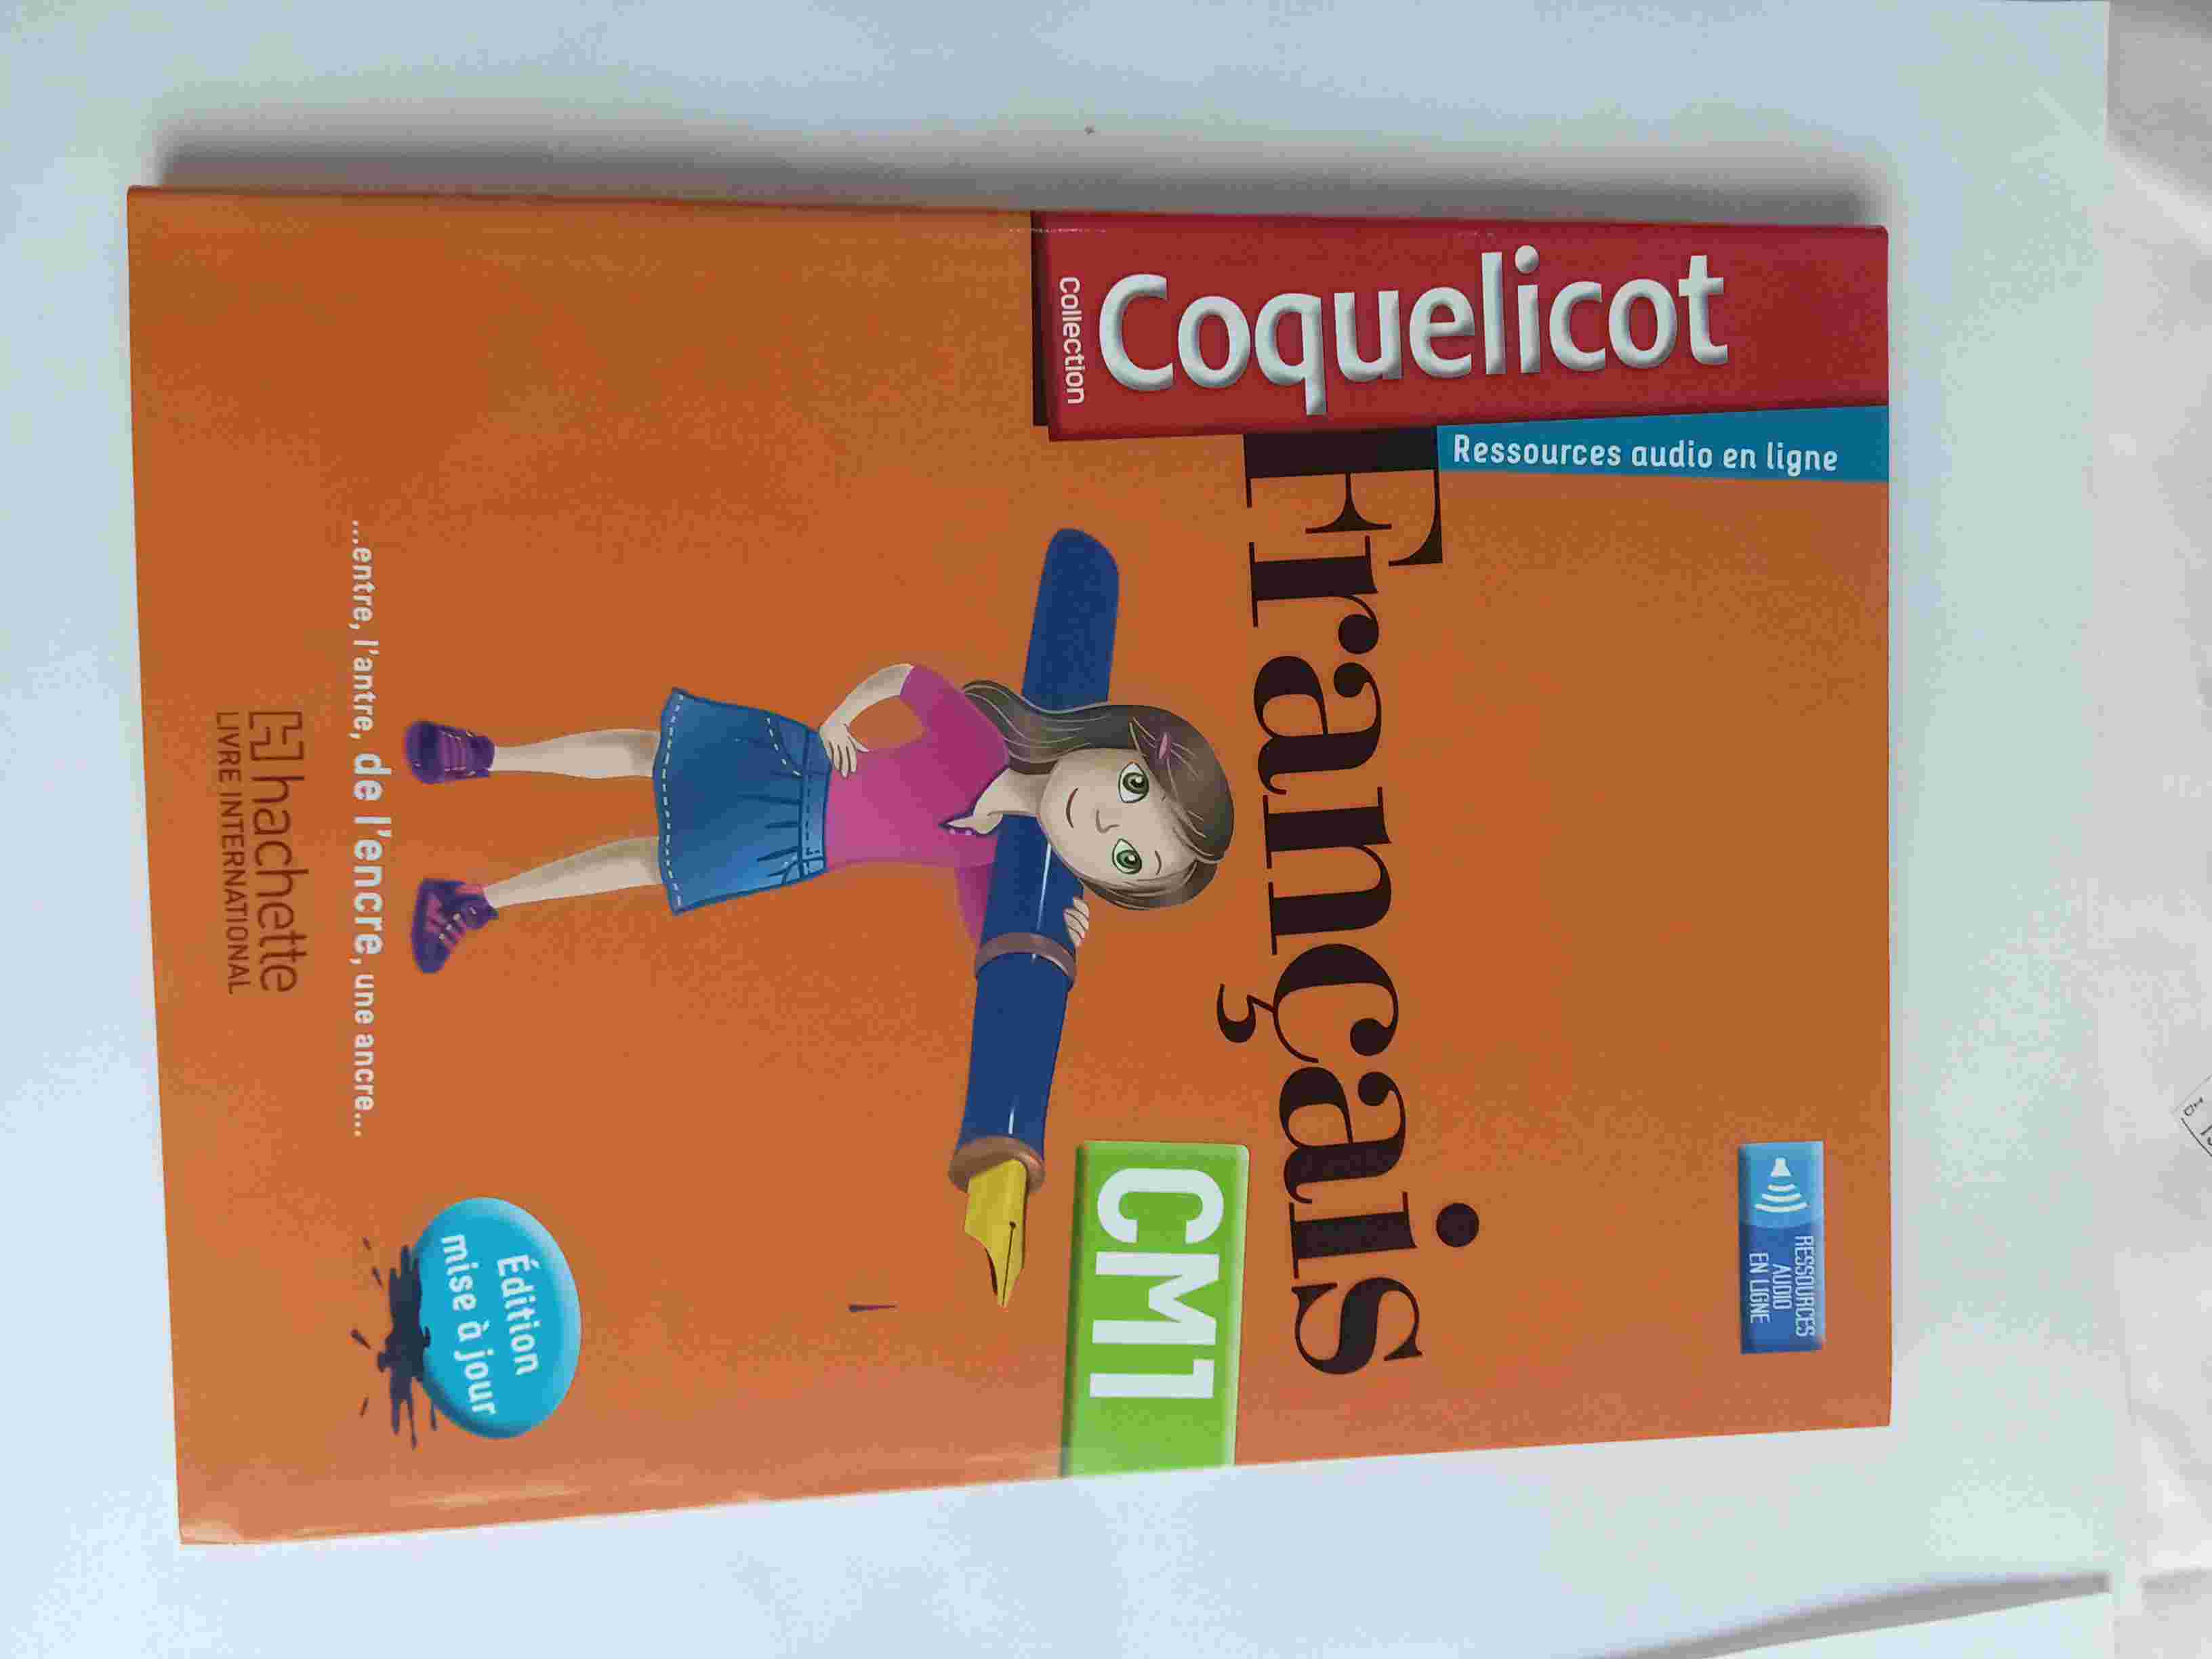 RESSOURCES
AUDIO
EN LIGNE
Collection
Coquelicot
Ressources audio en ligne
Français
CM1
Édition
mise à jour
...entre, l'antre, de l'encre, une ancre...
hachette
LIVRE INTERNATIONAL